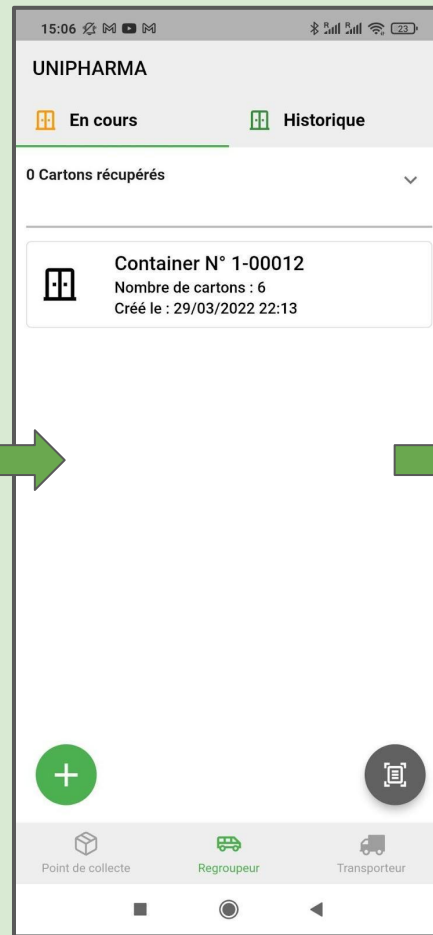 15:06
23
UNIPHARMA
En cours
Historique
0 Cartons récupérés
Container N° 1-00012
Nombre de cartons : 6
Créé le : 29/03/2022 22:13
Point de collecte
Regroupeur
Transporteur